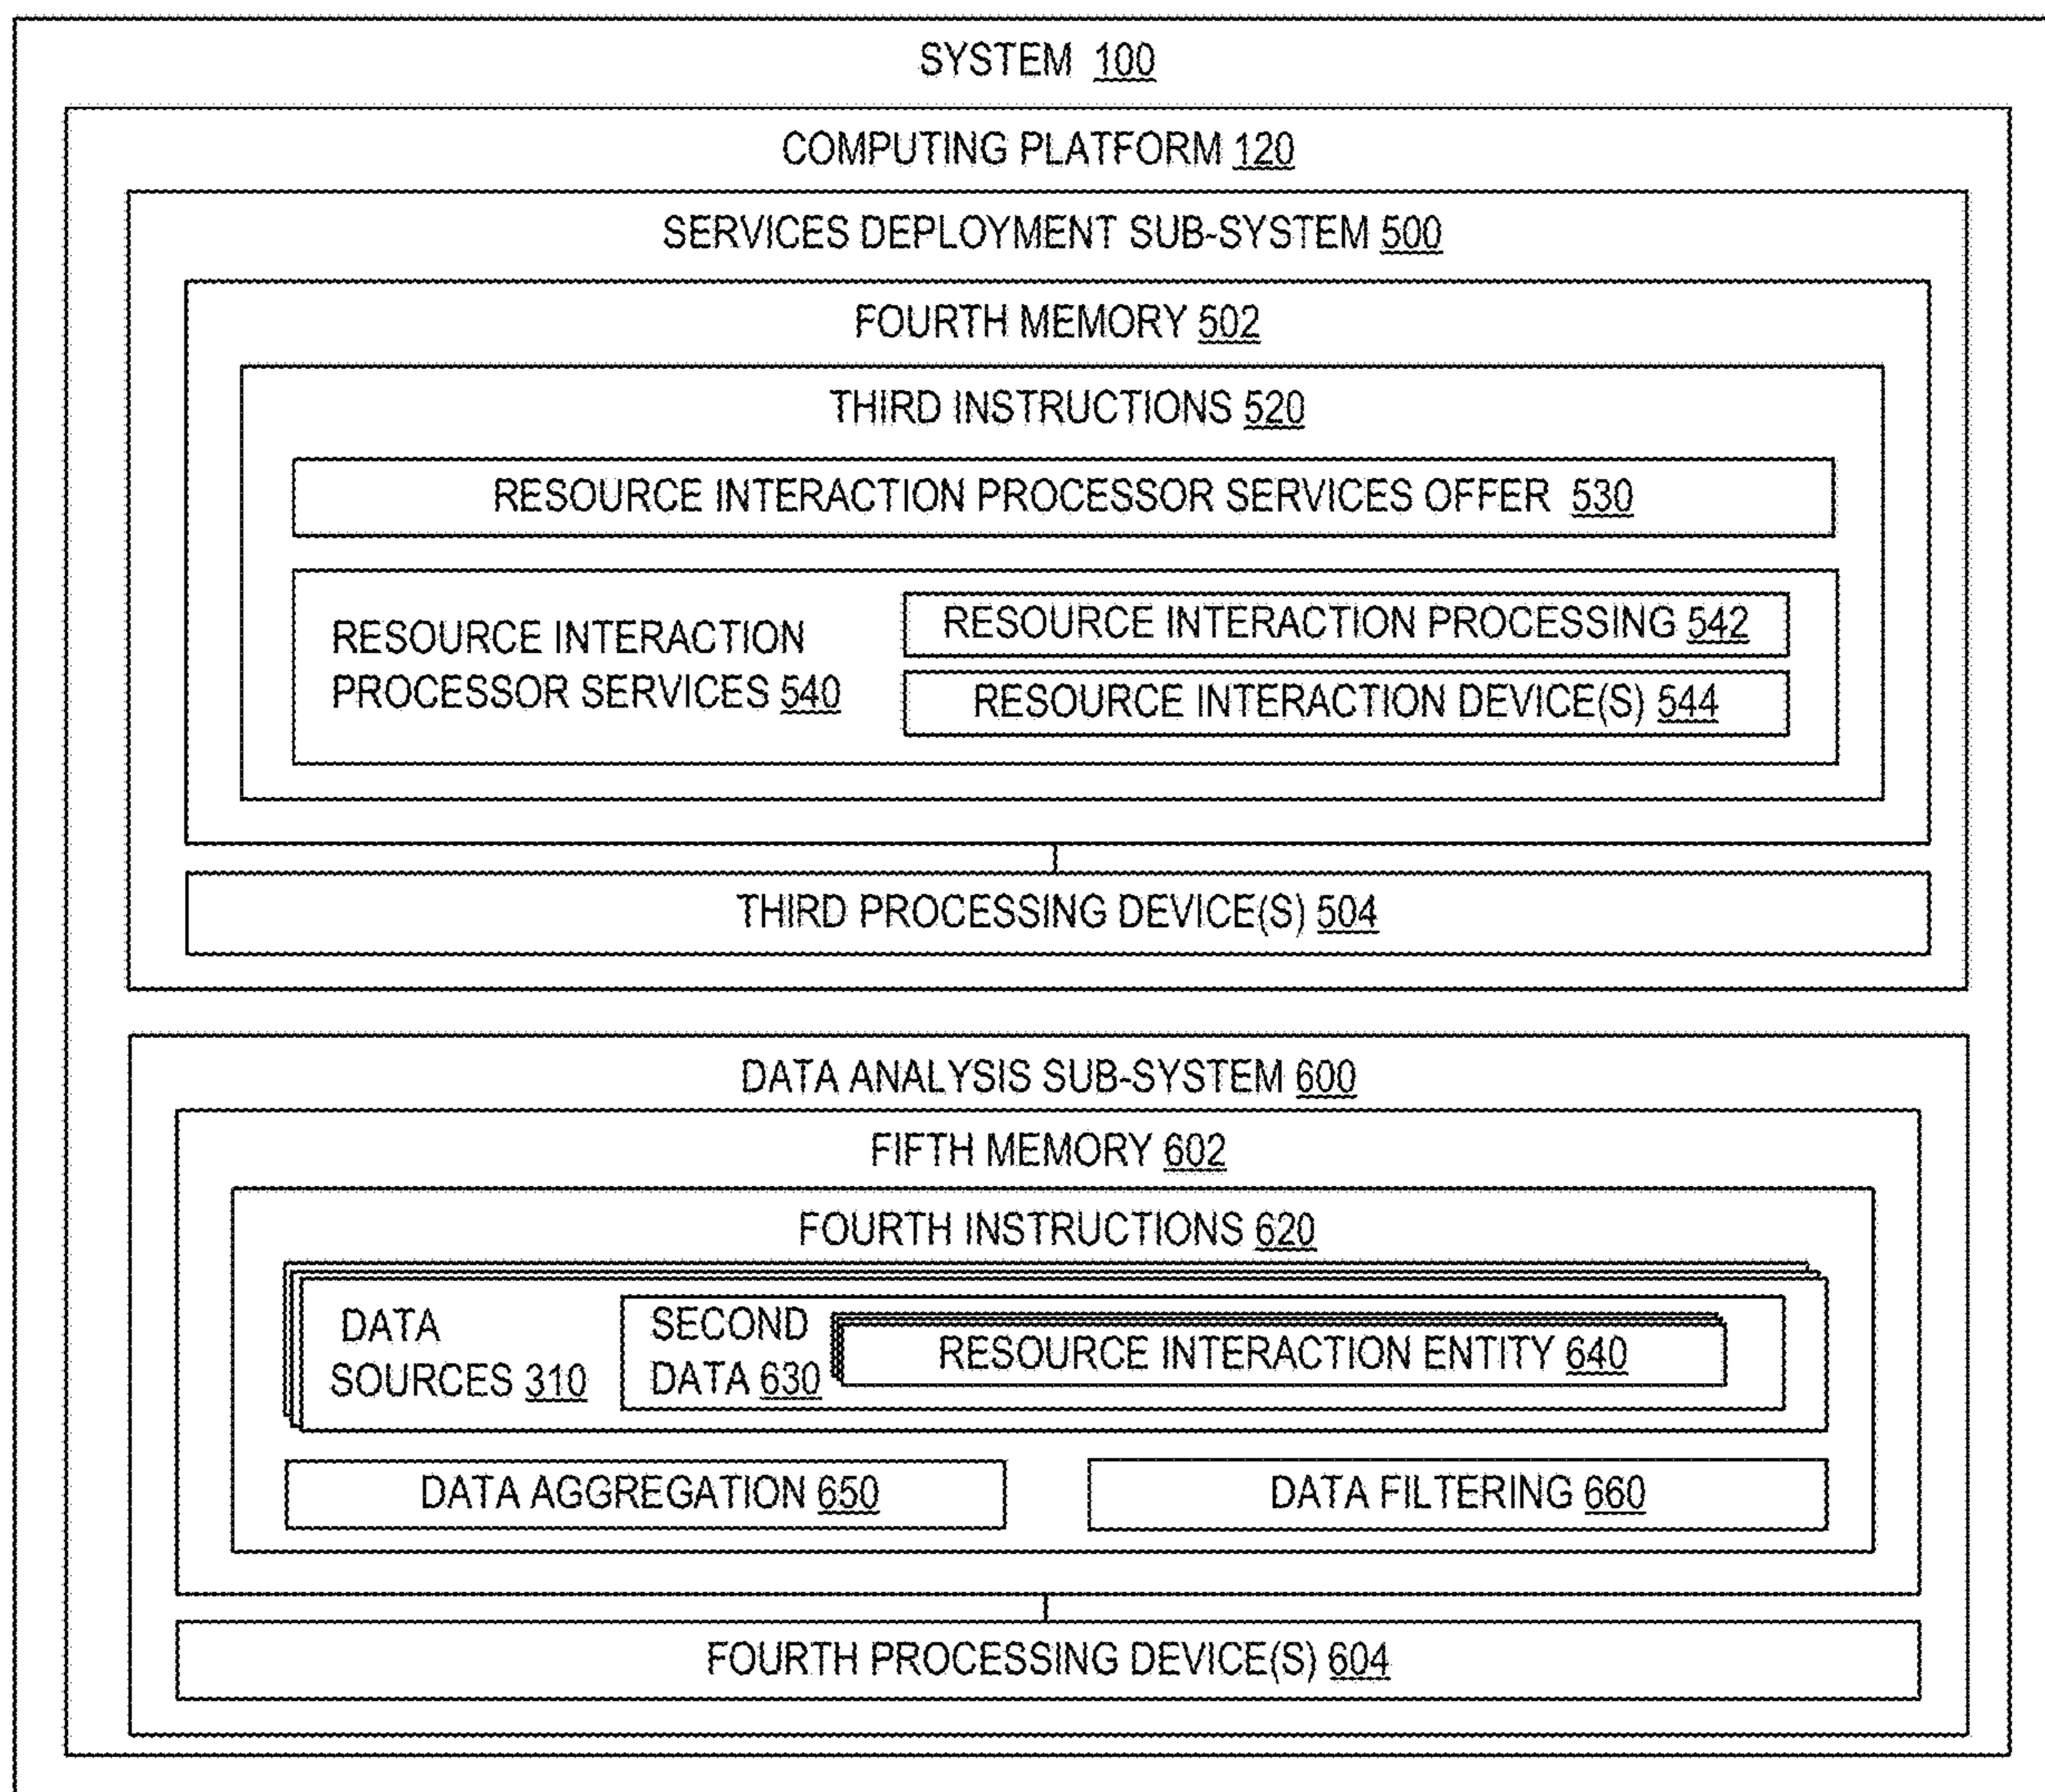 SYSTEM 100
COMPUTING PLATFORM 120
SERVICES DEPLOYMENT SUB-SYSTEM 500
FOURTH MEMORY 502
THIRD INSTRUCTIONS 520
RESOURCE INTERACTION PROCESSOR SERVICES OFFER 530
RESOURCE INTERACTION
PROCESSOR SERVICES 540
RESOURCE INTERACTION PROCESSING 542
RESOURCE INTERACTION DEVICE(S) 544
THIRD PROCESSING DEVICE(S) 504
DATA ANALYSIS SUB-SYSTEM 600
FIFTH MEMORY 602
FOURTH INSTRUCTIONS 620
DATA
SOURCES 310
SECOND
DATA 630
RESOURCE INTERACTION ENTITY 640
DATA AGGREGATION 650
DATA FILTERING 660
FOURTH PROCESSING DEVICE(S) 604